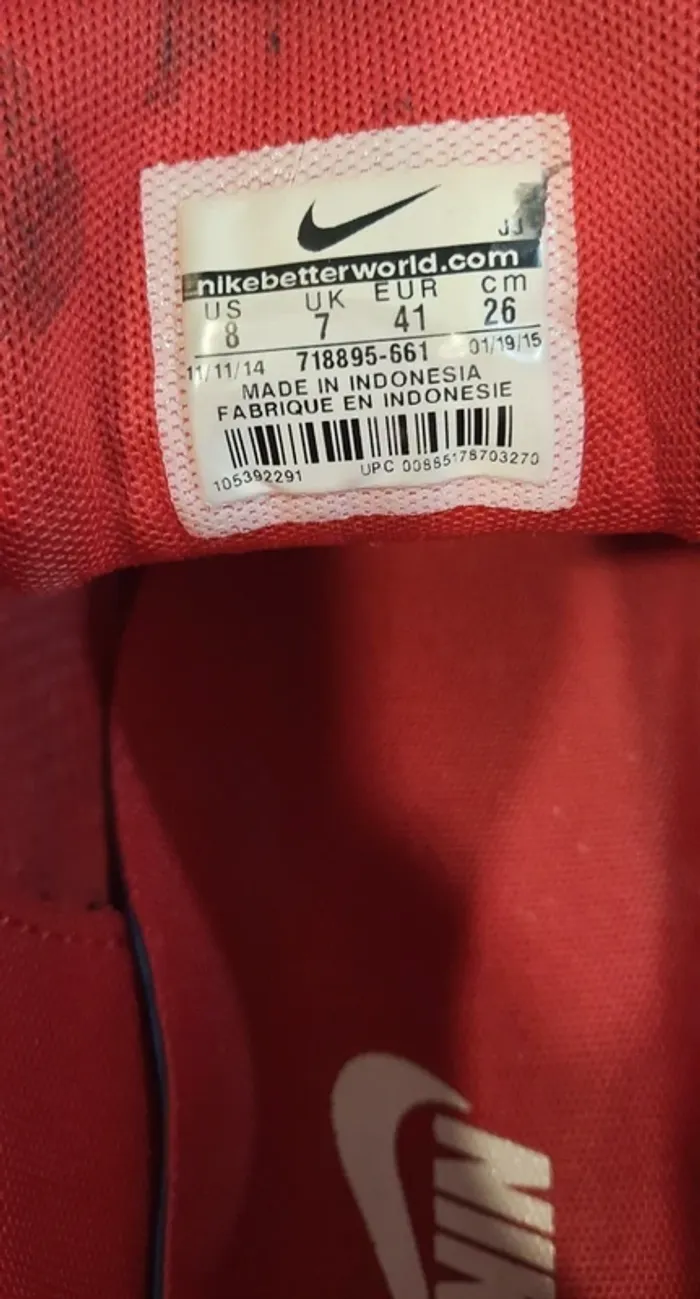 JJ
nikebetterworld.com
US UK EUR cm
8 7 41 26
11/11/14 718895-661 01/19/15
MADE IN INDONESIA
FABRIQUE EN INDONESIE
105392291 UPC 00885178703270
NIK